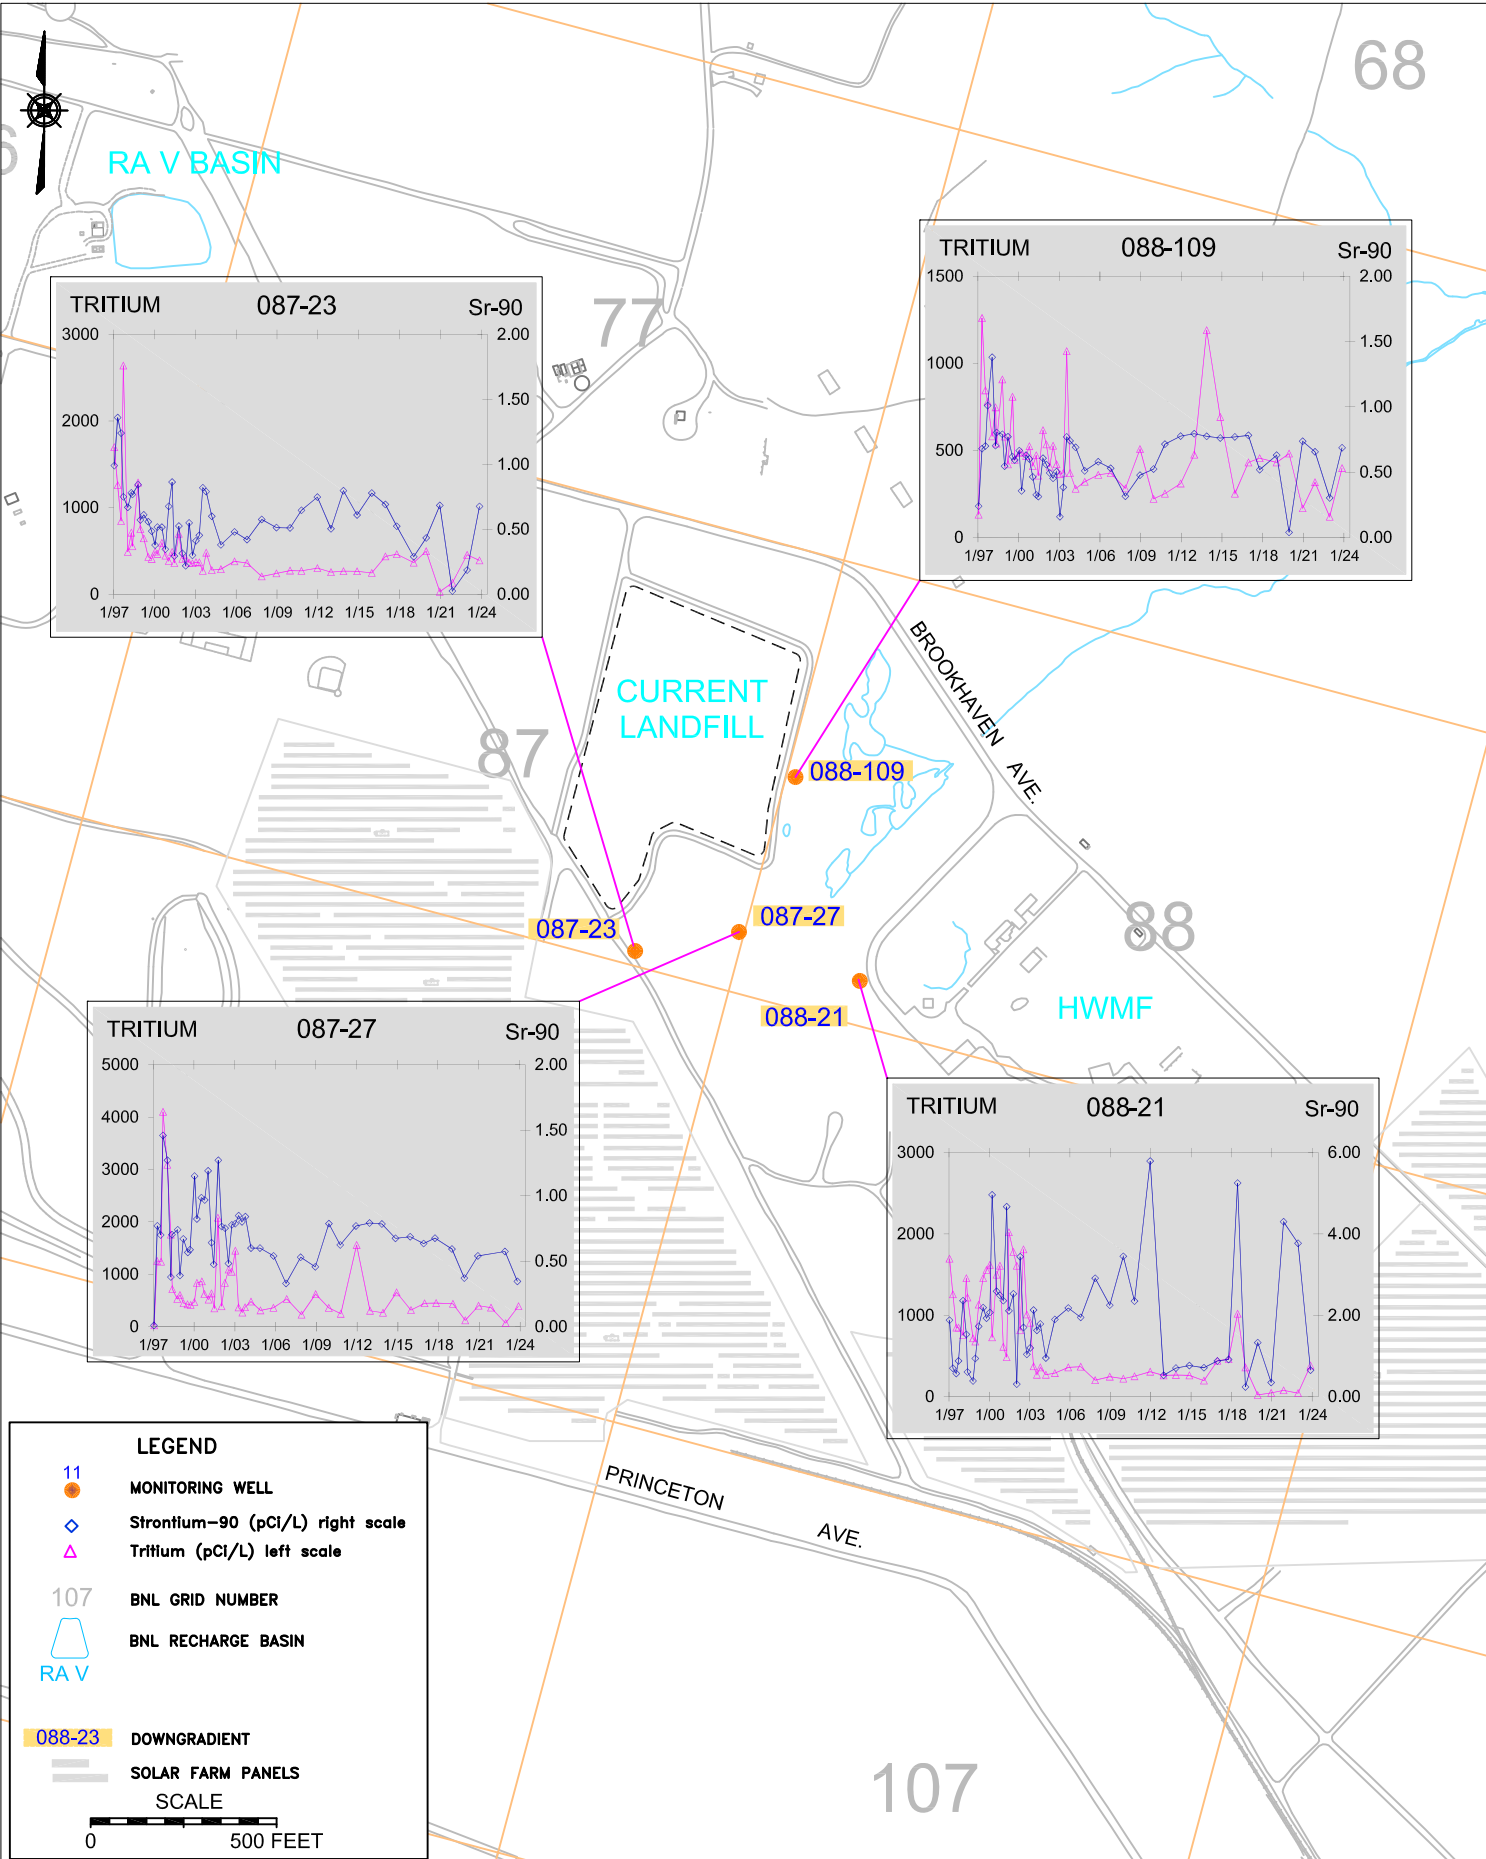 68
6
RA V BASIN
TRITIUM 088-109 Sr-90
1500 2.00
1.50
1000
1.00
500
0.50
0 0.00
1/97 1/00 1/03 1/06 1/09 1/12 1/15 1/18 1/21 1/24
77
TRITIUM 087-23 Sr-90
3000 2.00
1.50
2000
1.00
1000
0.50
0 0.00
1/97 1/00 1/03 1/06 1/09 1/12 1/15 1/18 1/21 1/24
BROOKHAVEN AVE.
CURRENT
LANDFILL
87
088-109
087-27
087-23
88
088-21
HWMF
TRITIUM 087-27 Sr-90
5000 2.00
4000
1.50
3000
1.00
2000
0.50
1000
0 0.00
1/97 1/00 1/03 1/06 1/09 1/12 1/15 1/18 1/21 1/24
TRITIUM 088-21 Sr-90
3000 6.00
2000 4.00
1000 2.00
0 0.00
1/97 1/00 1/03 1/06 1/09 1/12 1/15 1/18 1/21 1/24
PRINCETON AVE.
LEGEND
11
MONITORING WELL
Strontium-90 (pCi/L) right scale
Tritium (pCi/L) left scale
107 BNL GRID NUMBER
BNL RECHARGE BASIN
RA V
088-23 DOWNGRADIENT
SOLAR FARM PANELS
SCALE
0 500 FEET
107